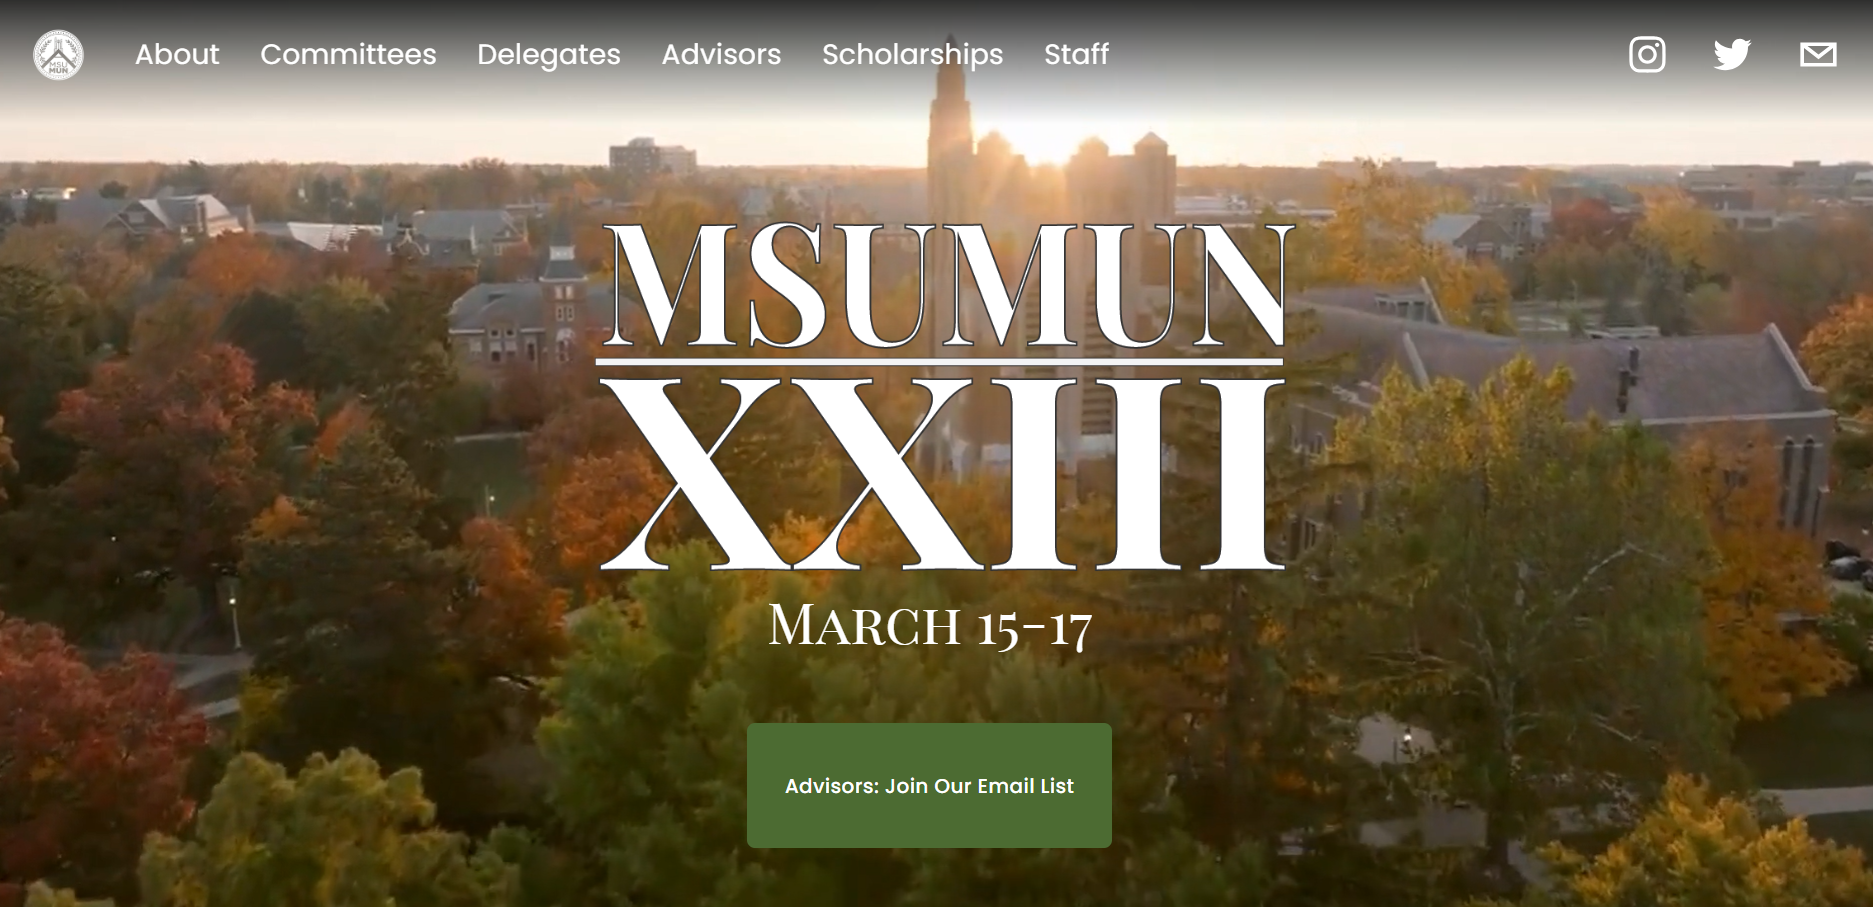 MSU
MUN
About
Committees
Delegates
Advisors
Scholarships
Staff
MSUMUN
XXIII
March 15-17
Advisors: Join Our Email List